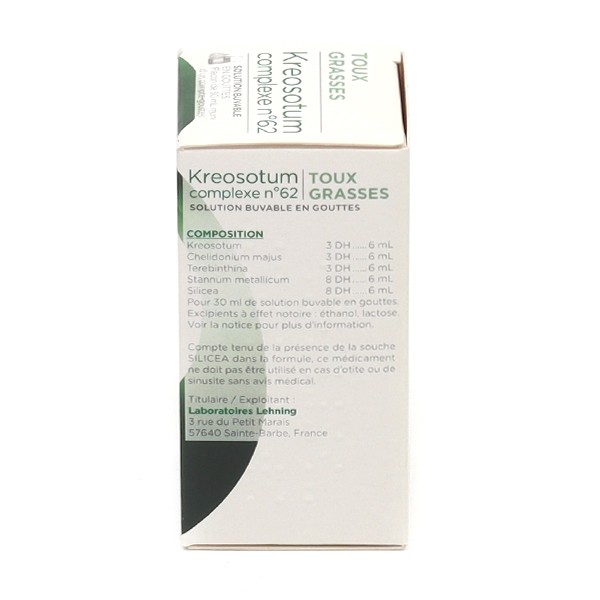 TOUX
GRASSES
Kreosotum
complexe n°62
SOLUTION BUVABLE
EN GOUTTES
Kreosotum
complexe n°62
TOUX
GRASSES
SOLUTION BUVABLE EN GOUTTES
COMPOSITION
Kreosotum 3 DH ..... 6 mL
Chelidonium majus 3 DH ..... 6 mL
Terebinthina 3 DH ..... 6 mL
Stannum metallicum 8 DH ..... 6 mL
Silicea 8 DH ..... 6 mL
Pour 30 ml de solution buvable en gouttes.
Excipients à effet notoire : éthanol, lactose.
Voir la notice pour plus d'information.
Compte tenu de la présence de la souche
SILICEA dans la formule, ce médicament
ne doit pas être utilisé en cas d'otite ou de
sinusite sans avis médical.
Titulaire / Exploitant :
Laboratoires Lehning
3 rue du Petit Marais
57640 Sainte-Barbe, France